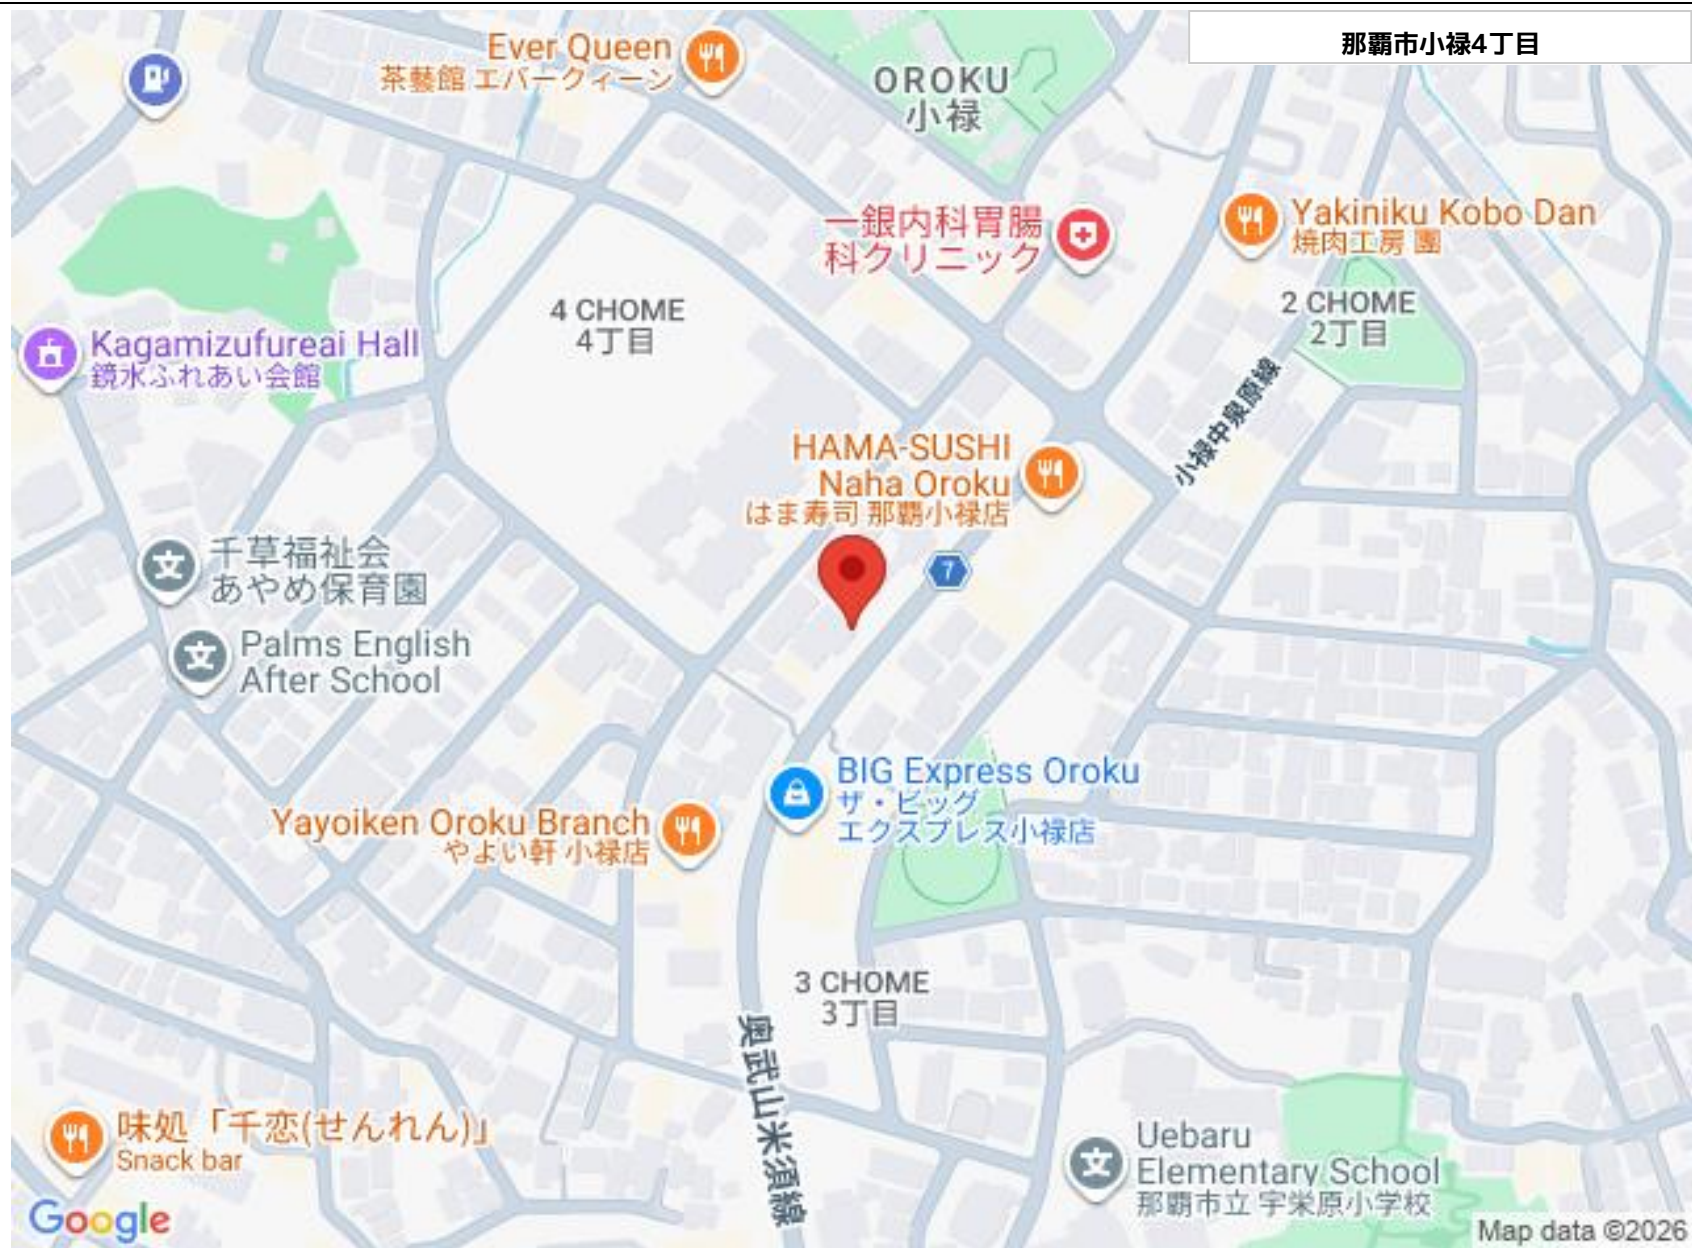 那覇市小禄4丁目
Ever Queen
茶藝館 エバークィーン
OROKU
小禄
一銀内科胃腸
科クリニック
Yakiniku Kobo Dan
焼肉工房 團
4 CHOME
4丁目
2 CHOME
2丁目
Kagamizufureai Hall
鏡水ふれあい会館
小禄中泉原線
HAMA-SUSHI
Naha Oroku
はま寿司 那覇小禄店
7
千草福祉会
あやめ保育園
Palms English
After School
BIG Express Oroku
ザ・ビッグ
エクスプレス小禄店
Yayoiken Oroku Branch
やよい軒 小禄店
3 CHOME
3丁目
奥武山米須線
味処「千恋(せんれん)」
Snack bar
Uebaru
Elementary School
那覇市立 宇栄原小学校
Google
Map data ©2026
文
文
文